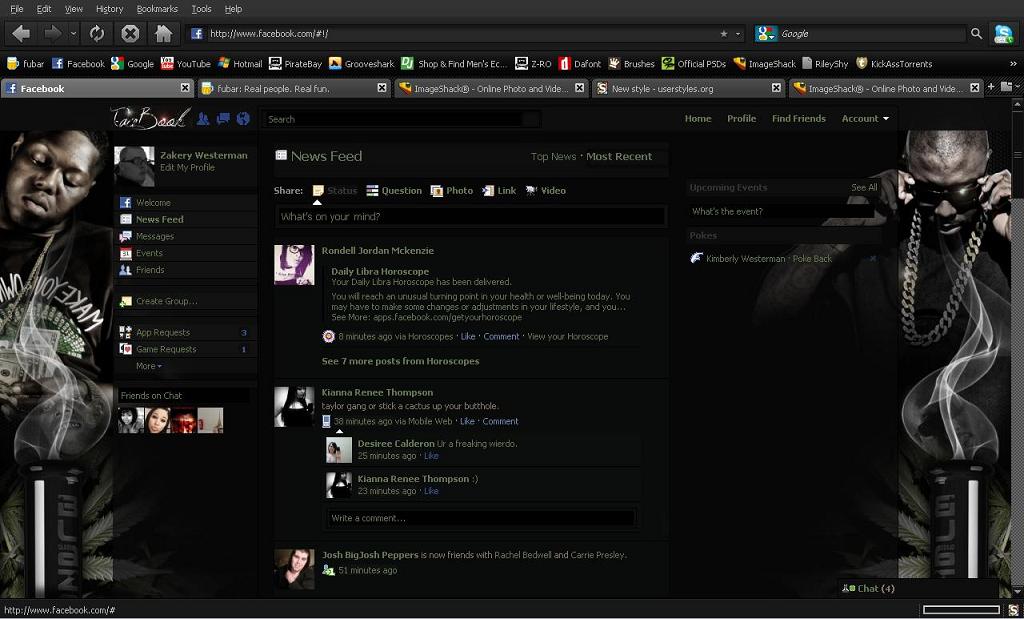 File Edit View History Bookmarks Tools Help
http://www.facebook.com/#!/
Google
fubar Facebook Google YouTube Hotmail PirateBay Grooveshark Shop & Find Men's Ec... Z-RO Dafont Brushes Official PSDs ImageShack RileyShy KickAssTorrents
Facebook fubar: Real people. Real fun. ImageShack® - Online Photo and Vide... New style - userstyles.org ImageShack® - Online Photo and Vide...
FaceBook Search Home Profile Find Friends Account
Zakery Westerman
Edit My Profile
Welcome
News Feed
Messages
Events
Friends
Create Group...
App Requests 3
Game Requests 1
More
Friends on Chat
News Feed Top News · Most Recent
Share: Status Question Photo Link Video
What's on your mind?
Rondell Jordan Mckenzie
Daily Libra Horoscope
Your Daily Libra Horoscope has been delivered.
You will reach an unusual turning point in your health or well-being today. You
may have to make some changes or adjustments in your lifestyle, and you...
See More: apps.facebook.com/getyourhoroscope
8 minutes ago via Horoscopes · Like · Comment · View your Horoscope
See 7 more posts from Horoscopes
Kianna Renee Thompson
taylor gang or stick a cactus up your butthole.
38 minutes ago via Mobile Web · Like · Comment
Desiree Calderon Ur a freaking wierdo.
25 minutes ago · Like
Kianna Renee Thompson :)
23 minutes ago · Like
Write a comment...
Josh BigJosh Peppers is now friends with Rachel Bedwell and Carrie Presley.
51 minutes ago
Upcoming Events See All
What's the event?
Pokes
Kimberly Westerman · Poke Back
Chat (4)
http://www.facebook.com/#